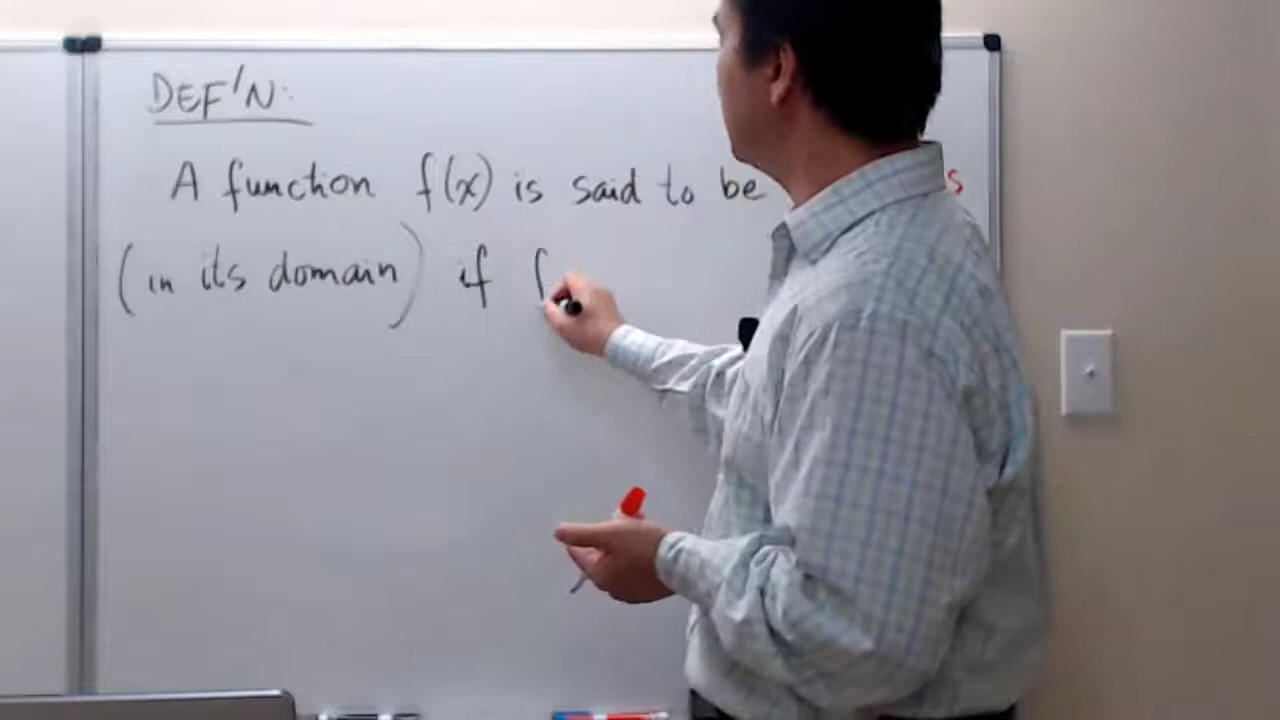 DEF'N:
A function f(x) is said to be s
(in its domain) if f